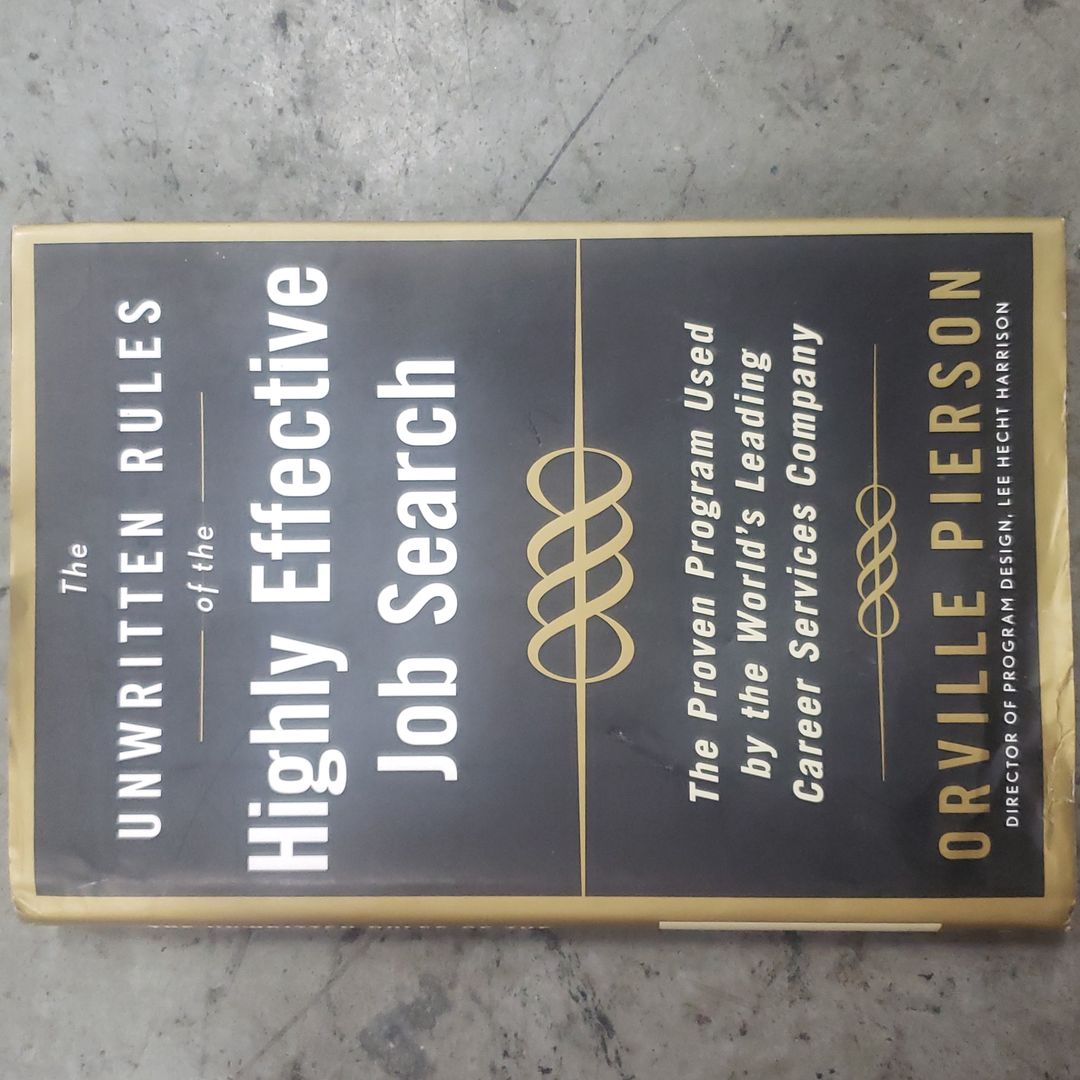 The
UNWRITTEN RULES
of the
Highly Effective
Job Search
The Proven Program Used
by the World's Leading
Career Services Company
ORVILLE PIERSON
DIRECTOR OF PROGRAM DESIGN, LEE HECHT HARRISON